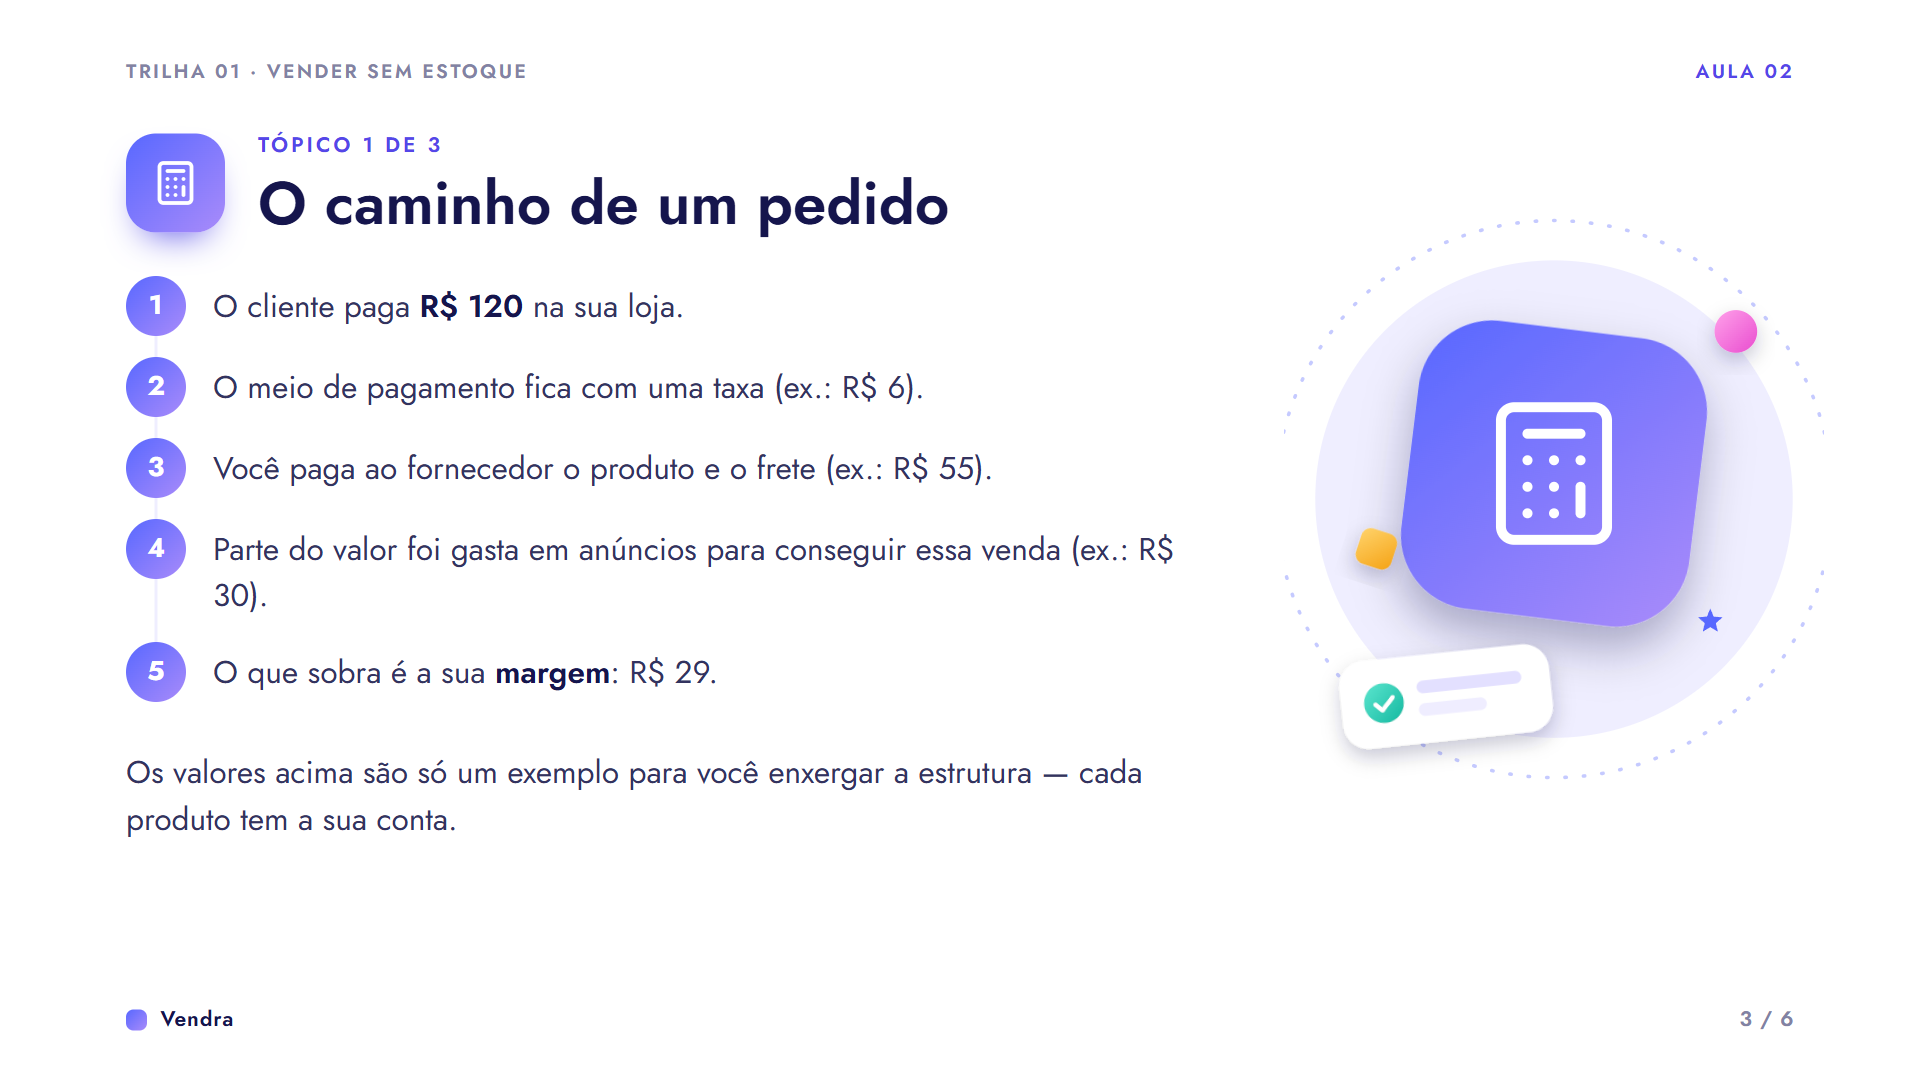 TRILHA 01 · VENDER SEM ESTOQUE
AULA 02
TÓPICO 1 DE 3
O caminho de um pedido
1 O cliente paga R$ 120 na sua loja.
2 O meio de pagamento fica com uma taxa (ex.: R$ 6).
3 Você paga ao fornecedor o produto e o frete (ex.: R$ 55).
4 Parte do valor foi gasta em anúncios para conseguir essa venda (ex.: R$
30).
5 O que sobra é a sua margem: R$ 29.
Os valores acima são só um exemplo para você enxergar a estrutura — cada
produto tem a sua conta.
Vendra
3 / 6